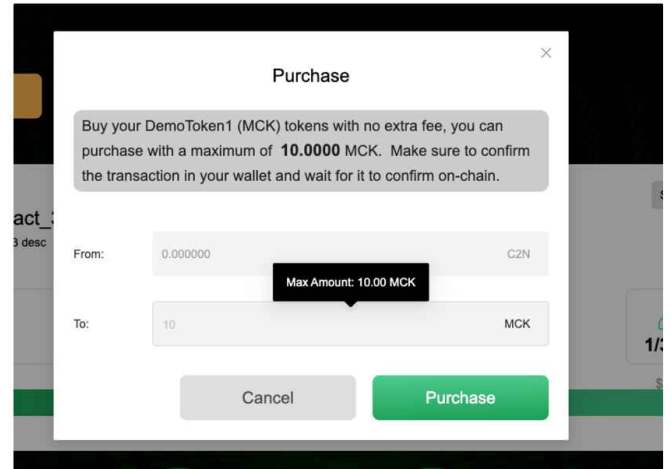 Purchase
Buy your DemoToken1 (MCK) tokens with no extra fee, you can
purchase with a maximum of 10.0000 MCK. Make sure to confirm
the transaction in your wallet and wait for it to confirm on-chain.
3 desc
From:
0.000000
C2N
Max Amount: 10.00 MCK
To:
10
MCK
$
Cancel
Purchase